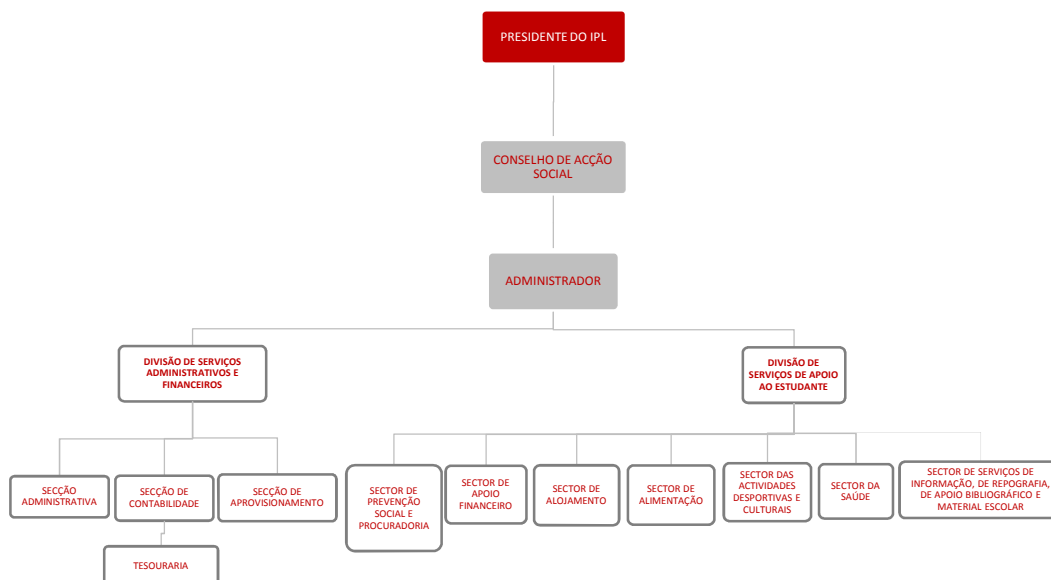 PRESIDENTE DO IPL
CONSELHO DE ACÇÃO
SOCIAL
ADMINISTRADOR
DIVISÃO DE SERVIÇOS
ADMINISTRATIVOS E
FINANCEIROS
DIVISÃO DE
SERVIÇOS DE APOIO
AO ESTUDANTE
SECÇÃO
ADMINISTRATIVA
SECÇÃO DE
CONTABILIDADE
SECÇÃO DE
APROVISIONAMENTO
SECTOR DE
PREVENÇÃO
SOCIAL E
PROCURADORIA
SECTOR DE
APOIO
FINANCEIRO
SECTOR DE
ALOJAMENTO
SECTOR DE
ALIMENTAÇÃO
SECTOR DAS
ACTIVIDADES
DESPORTIVAS E
CULTURAIS
SECTOR DA
SAÚDE
SECTOR DE SERVIÇOS DE
INFORMAÇÃO, DE REPOGRAFIA,
DE APOIO BIBLIOGRÁFICO E
MATERIAL ESCOLAR
TESOURARIA